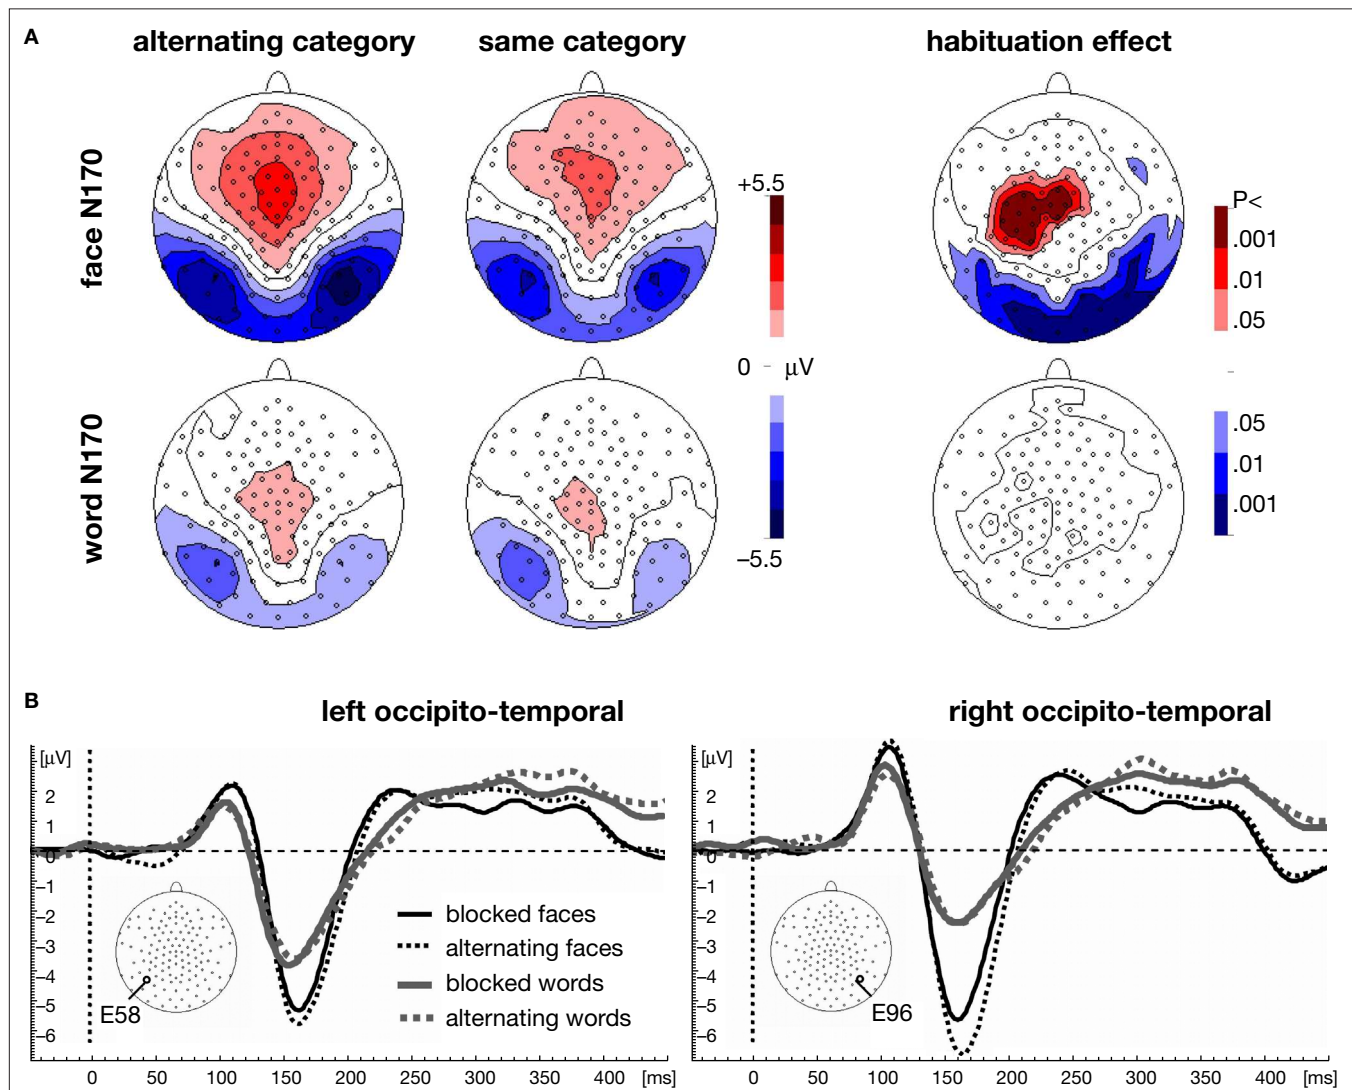 A
alternating category
same category
habituation effect
face N170
+5.5
P<
.001
.01
.05
0 – µV
–
word N170
.05
.01
.001
–5.5
B
left occipito-temporal
right occipito-temporal
[µV]
2
1
0
–1
–2
–3
–4
–5
–6
E58
blocked faces
alternating faces
blocked words
alternating words
0 50 100 150 200 250 300 350 400 [ms]
[µV]
2
1
0
–1
–2
–3
–4
–5
–6
E96
0 50 100 150 200 250 300 350 400 [ms]